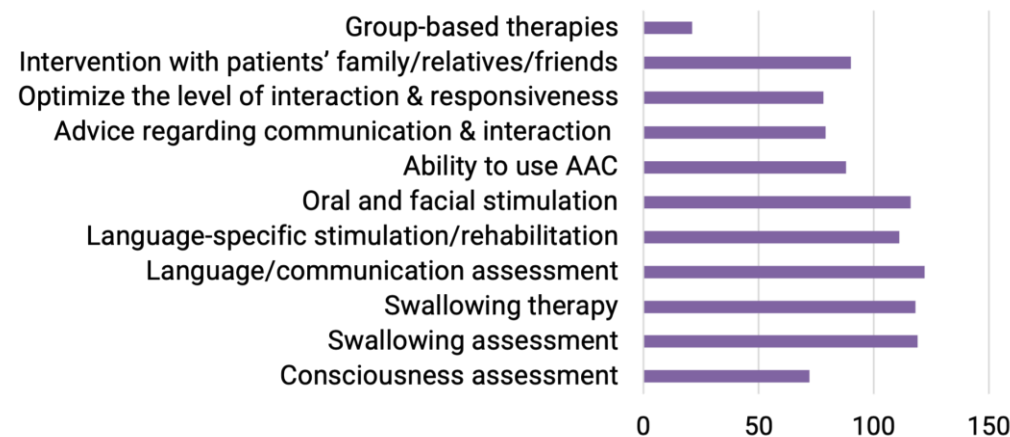 Group-based therapies
Intervention with patients’ family/relatives/friends
Optimize the level of interaction & responsiveness
Advice regarding communication & interaction
Ability to use AAC
Oral and facial stimulation
Language-specific stimulation/rehabilitation
Language/communication assessment
Swallowing therapy
Swallowing assessment
Consciousness assessment
0 50 100 150